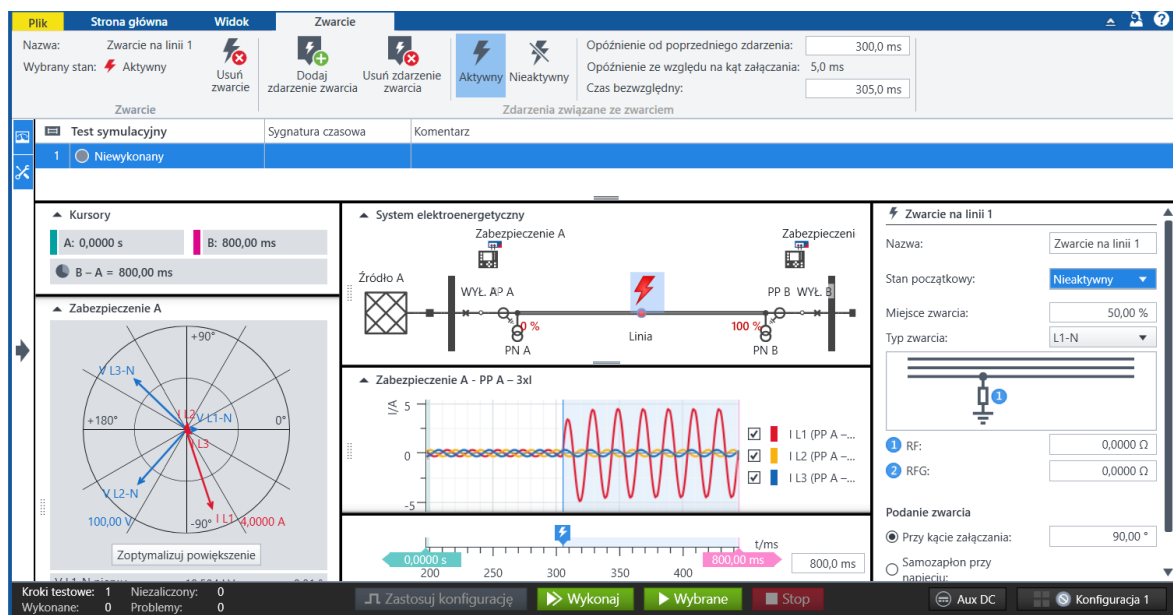 Plik Strona główna Widok Zwarcie
Nazwa: Zwarcie na linii 1
Wybrany stan: Aktywny
Usuń zwarcie
Dodaj zdarzenie zwarcia
Usuń zdarzenie zwarcia
Aktywny Nieaktywny
Opóźnienie od poprzedniego zdarzenia: 300,0 ms
Opóźnienie ze względu na kąt załączania: 5,0 ms
Czas bezwzględny: 305,0 ms
Zwarcie
Zdarzenia związane ze zwarciem
Test symulacyjny Sygnatura czasowa Komentarz
1 Niewykonany
Kursory
A: 0,0000 s B: 800,00 ms
B – A = 800,00 ms
Zabezpieczenie A
+90°
V L3-N
+180°
I L2
V L1-N
0°
I L3
V L2-N
100,00 V
-90°
I L1
4,0000 A
Zoptymalizuj powiększenie
System elektroenergetyczny
Zabezpieczenie A
Zabezpieczeni
Źródło A
WYŁ. A
PP A
PP B
WYŁ. B
0 %
Linia
100 %
PN A
PN B
Zabezpieczenie A - PP A – 3xI
I/A
5
0
-5
I L1 (PP A –...
I L2 (PP A –...
I L3 (PP A –...
t/ms
0,0000 s
800,00 ms
800,0 ms
200 250 300 350 400
Zwarcie na linii 1
Nazwa: Zwarcie na linii 1
Stan początkowy: Nieaktywny
Miejsce zwarcia: 50,00 %
Typ zwarcia: L1-N
1
1 RF: 0,0000 Ω
2 RFG: 0,0000 Ω
Podanie zwarcia
Przy kącie załączania: 90,00 °
Samozapłon przy
napięciu:
Kroki testowe: 1 Niezaliczony: 0
Wykonane: 0 Problemy: 0
Zastosuj konfigurację
Wykonaj
Wybrane
Stop
Aux DC
Konfiguracja 1